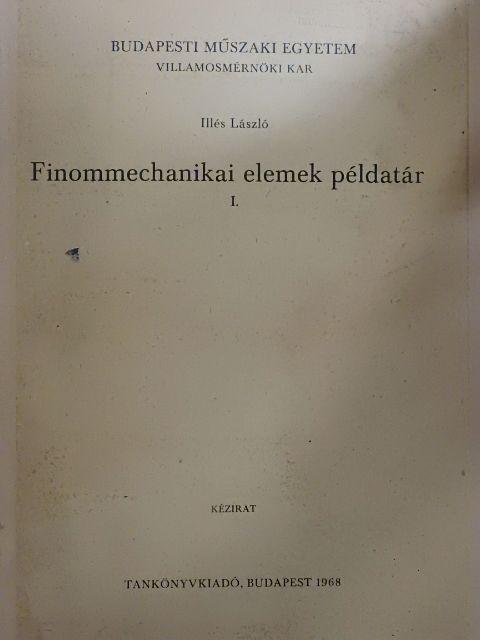 BUDAPESTI MŰSZAKI EGYETEM
VILLAMOSMÉRNÖKI KAR
Illés László
Finommechanikai elemek példatár
I.
KÉZIRAT
TANKÖNYVKIADÓ, BUDAPEST 1968